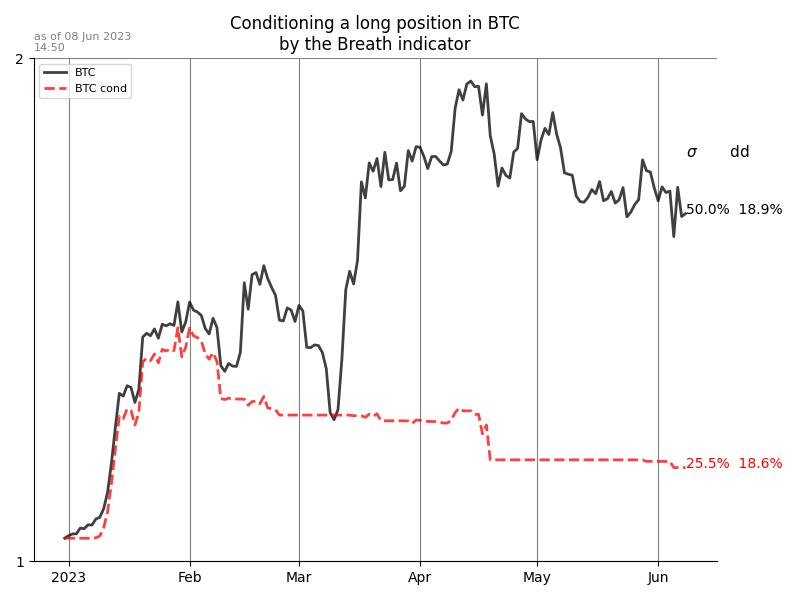 Conditioning a long position in BTC
by the Breath indicator
as of 08 Jun 2023
14:50
2
BTC
BTC cond
σ dd
50.0% 18.9%
25.5% 18.6%
1
2023 Feb Mar Apr May Jun